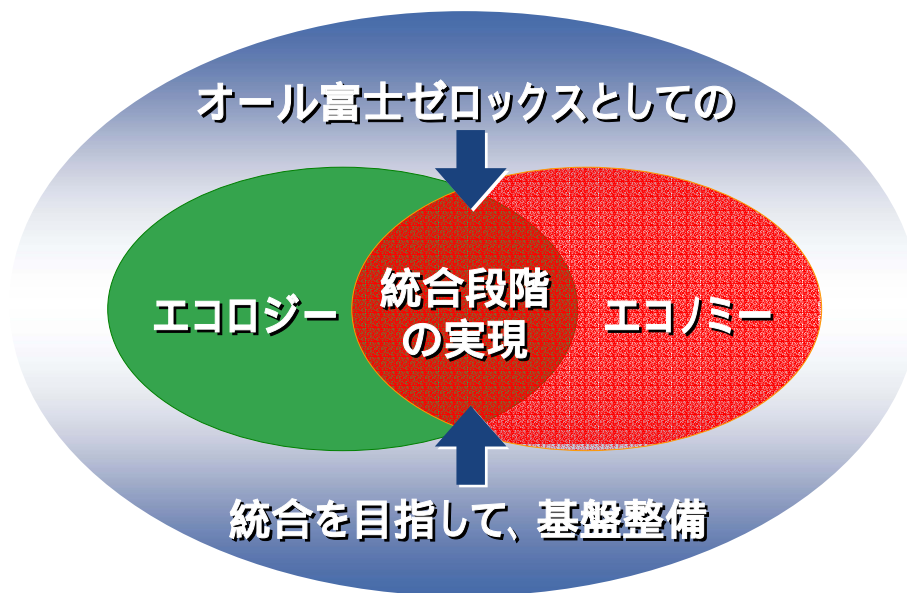 オール富士ゼロックスとしての
エコロジー
統合段階
の実現
エコノミー
統合を目指して、基盤整備